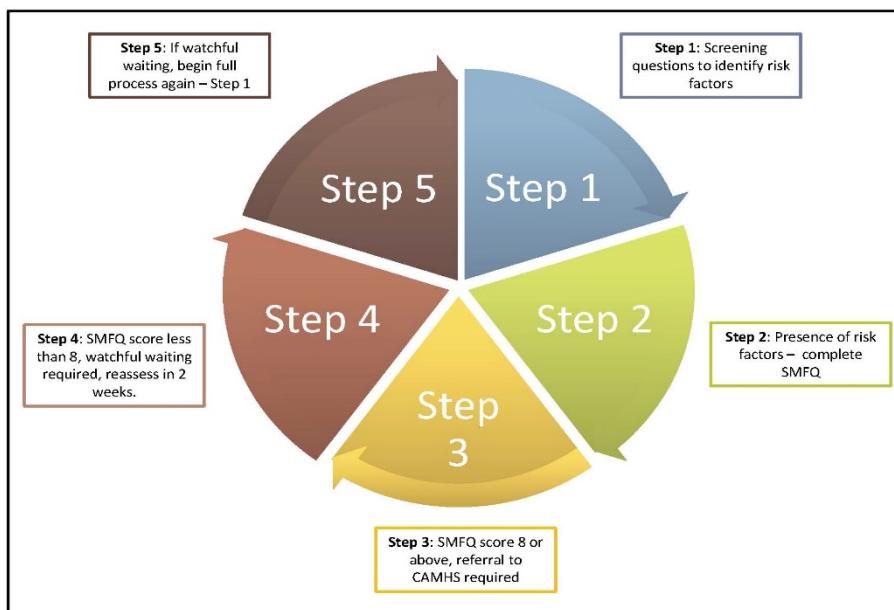 Step 5: If watchful
waiting, begin full
process again – Step 1
Step 1: Screening
questions to identify risk
factors
Step 5
Step 1
Step 4
Step 2
Step
3
Step 4: SMFQ score less
than 8, watchful waiting
required, reassess in 2
weeks.
Step 2: Presence of risk
factors – complete
SMFQ
Step 3: SMFQ score 8 or
above, referral to
CAMHS required